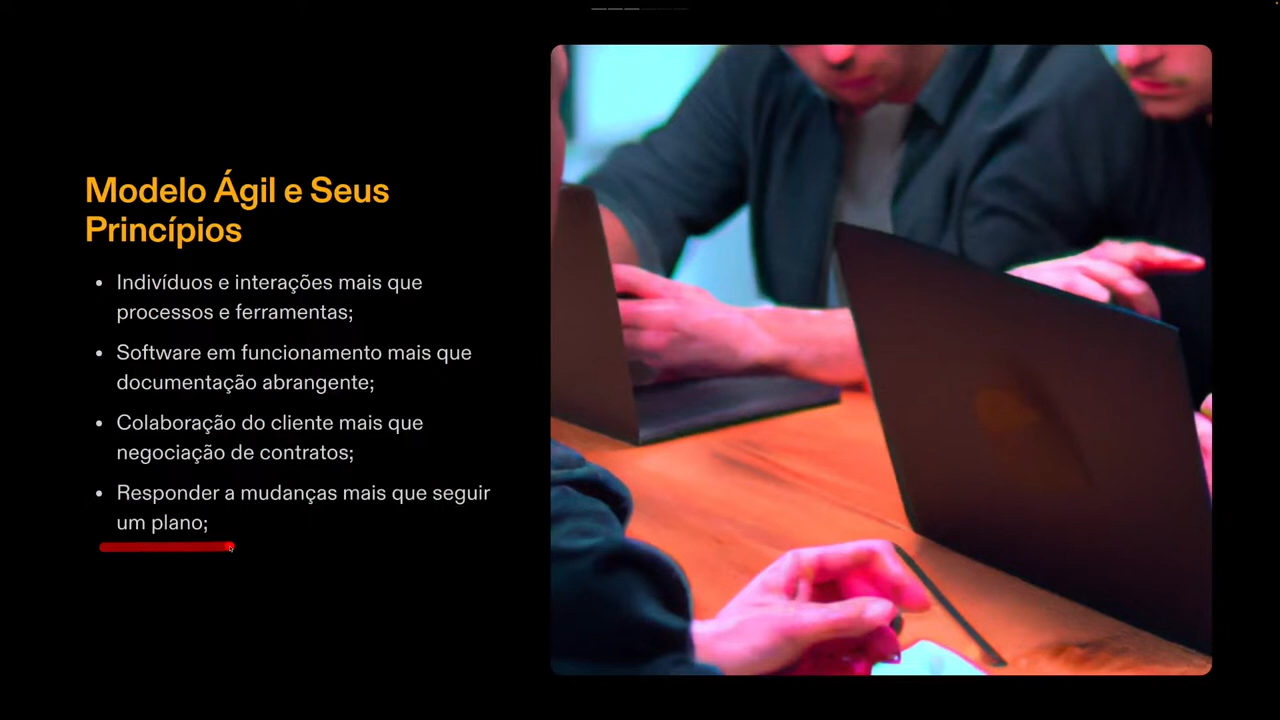 Modelo Ágil e Seus
Princípios
• Indivíduos e interações mais que
processos e ferramentas;
• Software em funcionamento mais que
documentação abrangente;
• Colaboração do cliente mais que
negociação de contratos;
• Responder a mudanças mais que seguir
um plano;